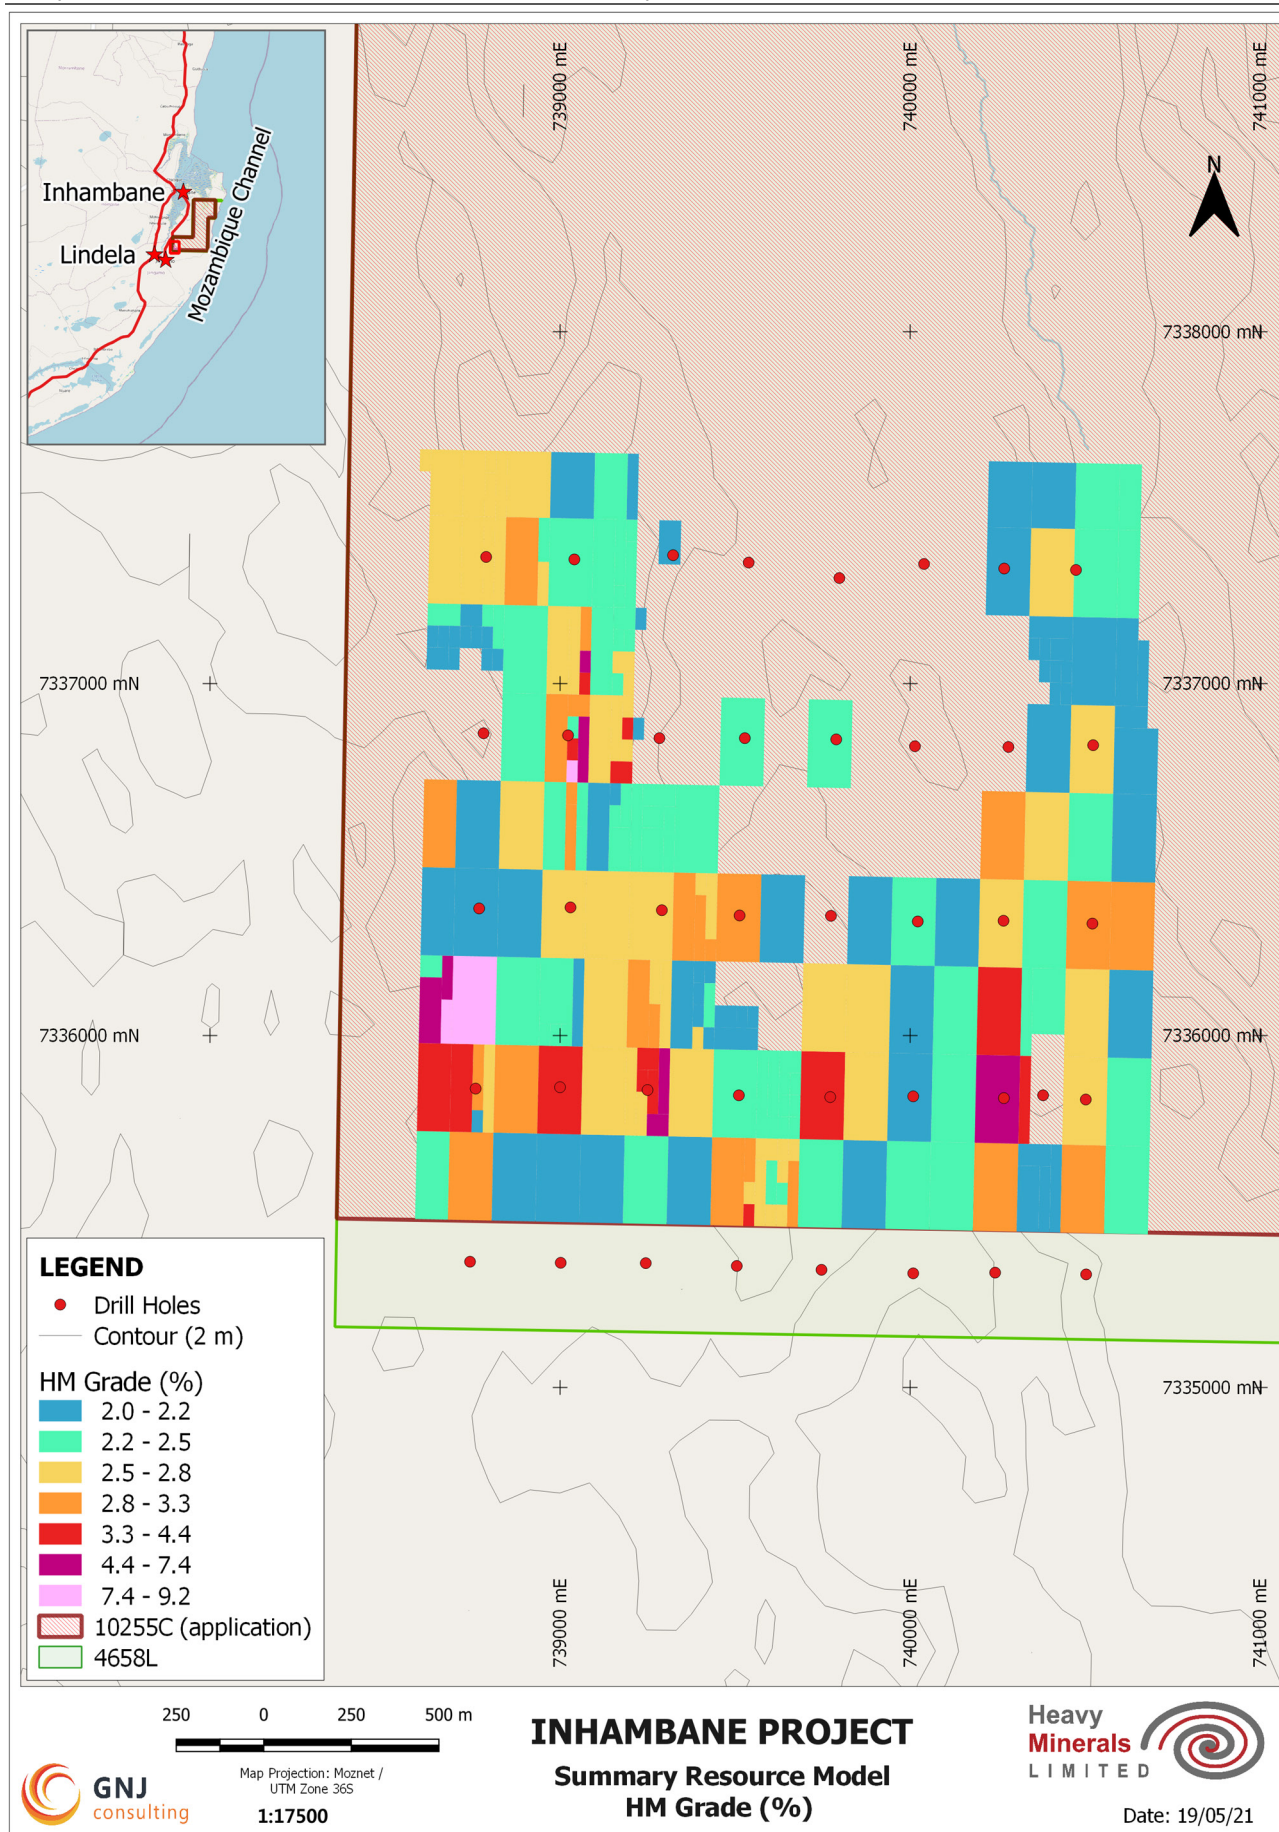 739000 mE
740000 mE
741000 mE
N
Inhambane
Lindela
Mozambique Channel
7338000 mN
7337000 mN
7337000 mN
7336000 mN
7336000 mN
7335000 mN
LEGEND
Drill Holes
Contour (2 m)
HM Grade (%)
2.0 - 2.2
2.2 - 2.5
2.5 - 2.8
2.8 - 3.3
3.3 - 4.4
4.4 - 7.4
7.4 - 9.2
10255C (application)
4658L
739000 mE
740000 mE
741000 mE
250 0 250 500 m
Map Projection: Moznet /
UTM Zone 36S
1:17500
GNJ
consulting
INHAMBANE PROJECT
Summary Resource Model
HM Grade (%)
Heavy
Minerals
LIMITED
Date: 19/05/21